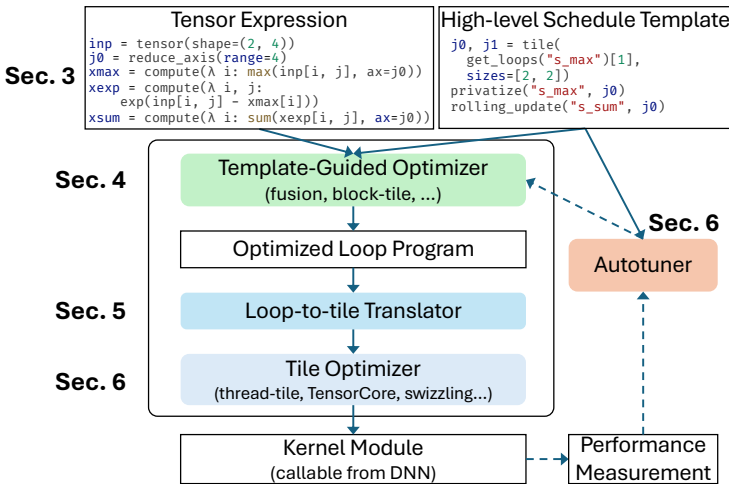 Tensor Expression
inp = tensor(shape=(2, 4))
j0 = reduce_axis(range=4)
xmax = compute(λ i: max(inp[i, j], ax=j0))
xexp = compute(λ i, j:
exp(inp[i, j] − xmax[i]))
xsum = compute(λ i: sum(xexp[i, j], ax=j0))
High-level Schedule Template
j0, j1 = tile(
get_loops("s_max")[1],
sizes=[2, 2])
privatize("s_max", j0)
rolling_update("s_sum", j0)
Sec. 3
Sec. 4
Template-Guided Optimizer
(fusion, block-tile, ...)
Optimized Loop Program
Sec. 5
Loop-to-tile Translator
Sec. 6
Tile Optimizer
(thread-tile, TensorCore, swizzling...)
Kernel Module
(callable from DNN)
Sec. 6
Autotuner
Performance
Measurement